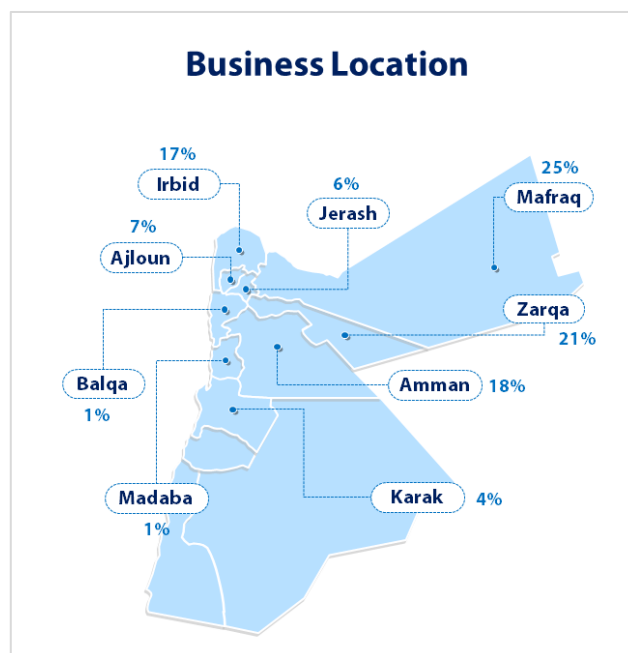 Business Location
17%
Irbid
6%
Jerash
25%
Mafraq
7%
Ajloun
Zarqa
21%
Balqa
1%
Amman 18%
Madaba
1%
Karak 4%